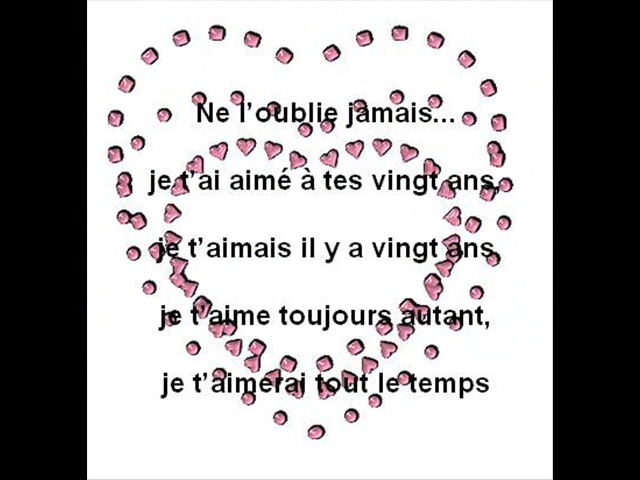 Ne l'oublie jamais...
je t'ai aimé à tes vingt ans,
je t'aimais il y a vingt ans
je t'aime toujours autant,
je t'aimerai tout le temps